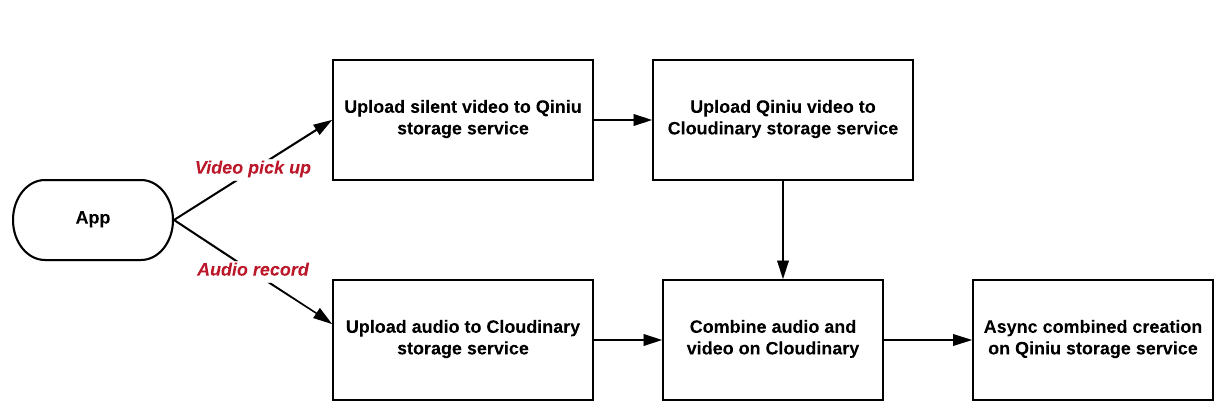 Upload silent video to Qiniu
storage service
Upload Qiniu video to
Cloudinary storage service
Video pick up
App
Audio record
Upload audio to Cloudinary
storage service
Combine audio and
video on Cloudinary
Async combined creation
on Qiniu storage service